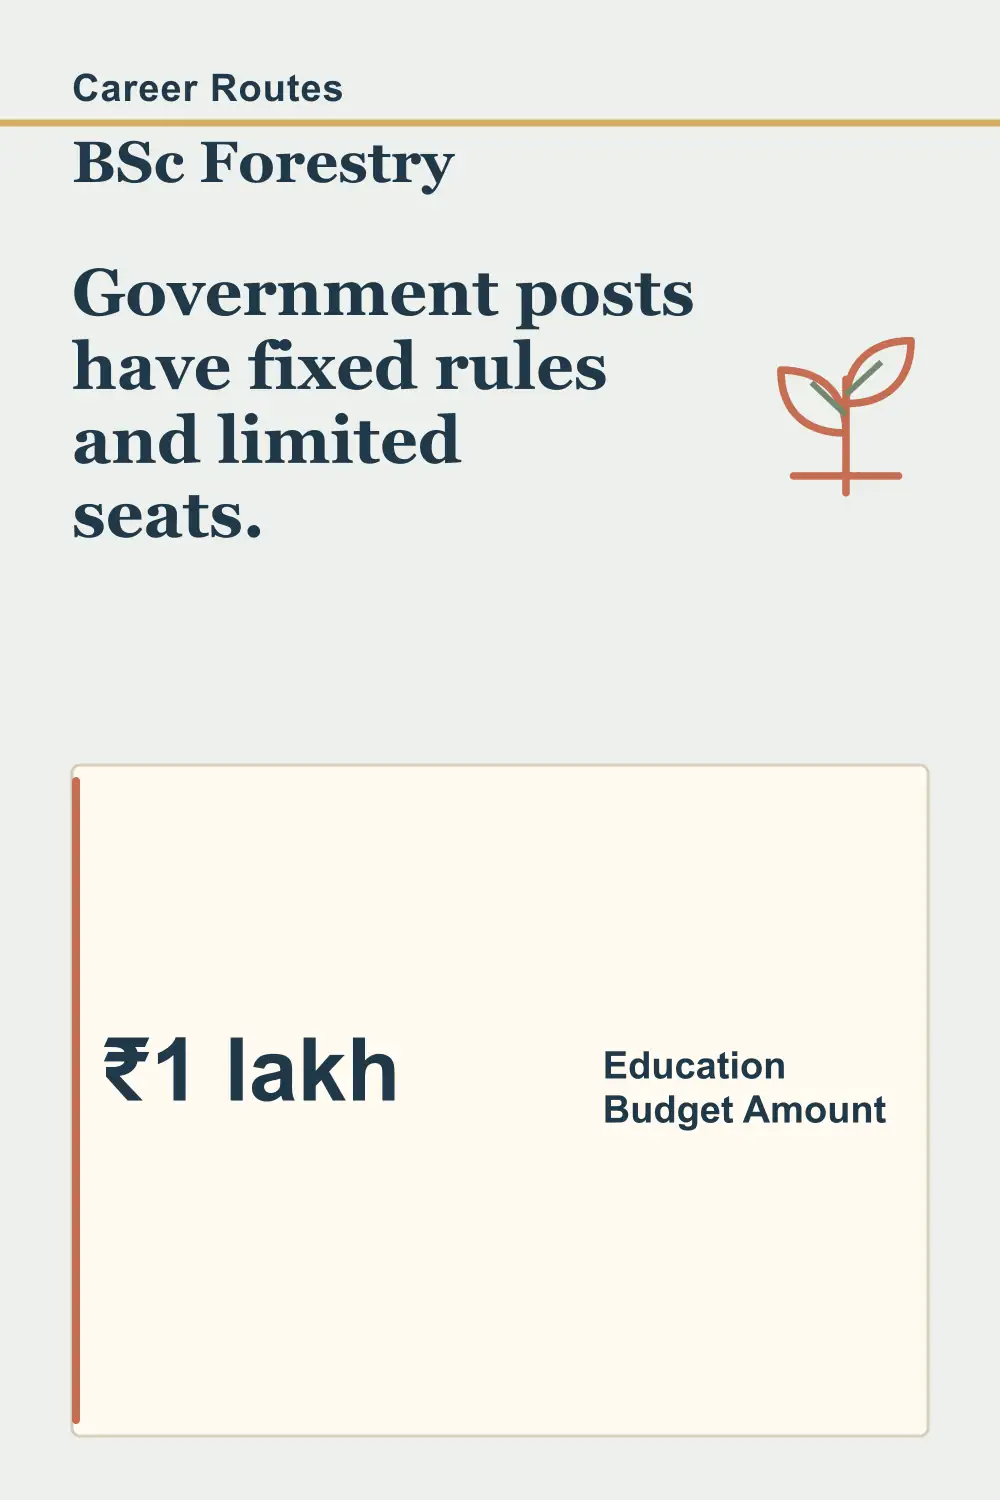 Career Routes
BSc Forestry
Government posts
have fixed rules
and limited
seats.
₹1 lakh
Education
Budget Amount